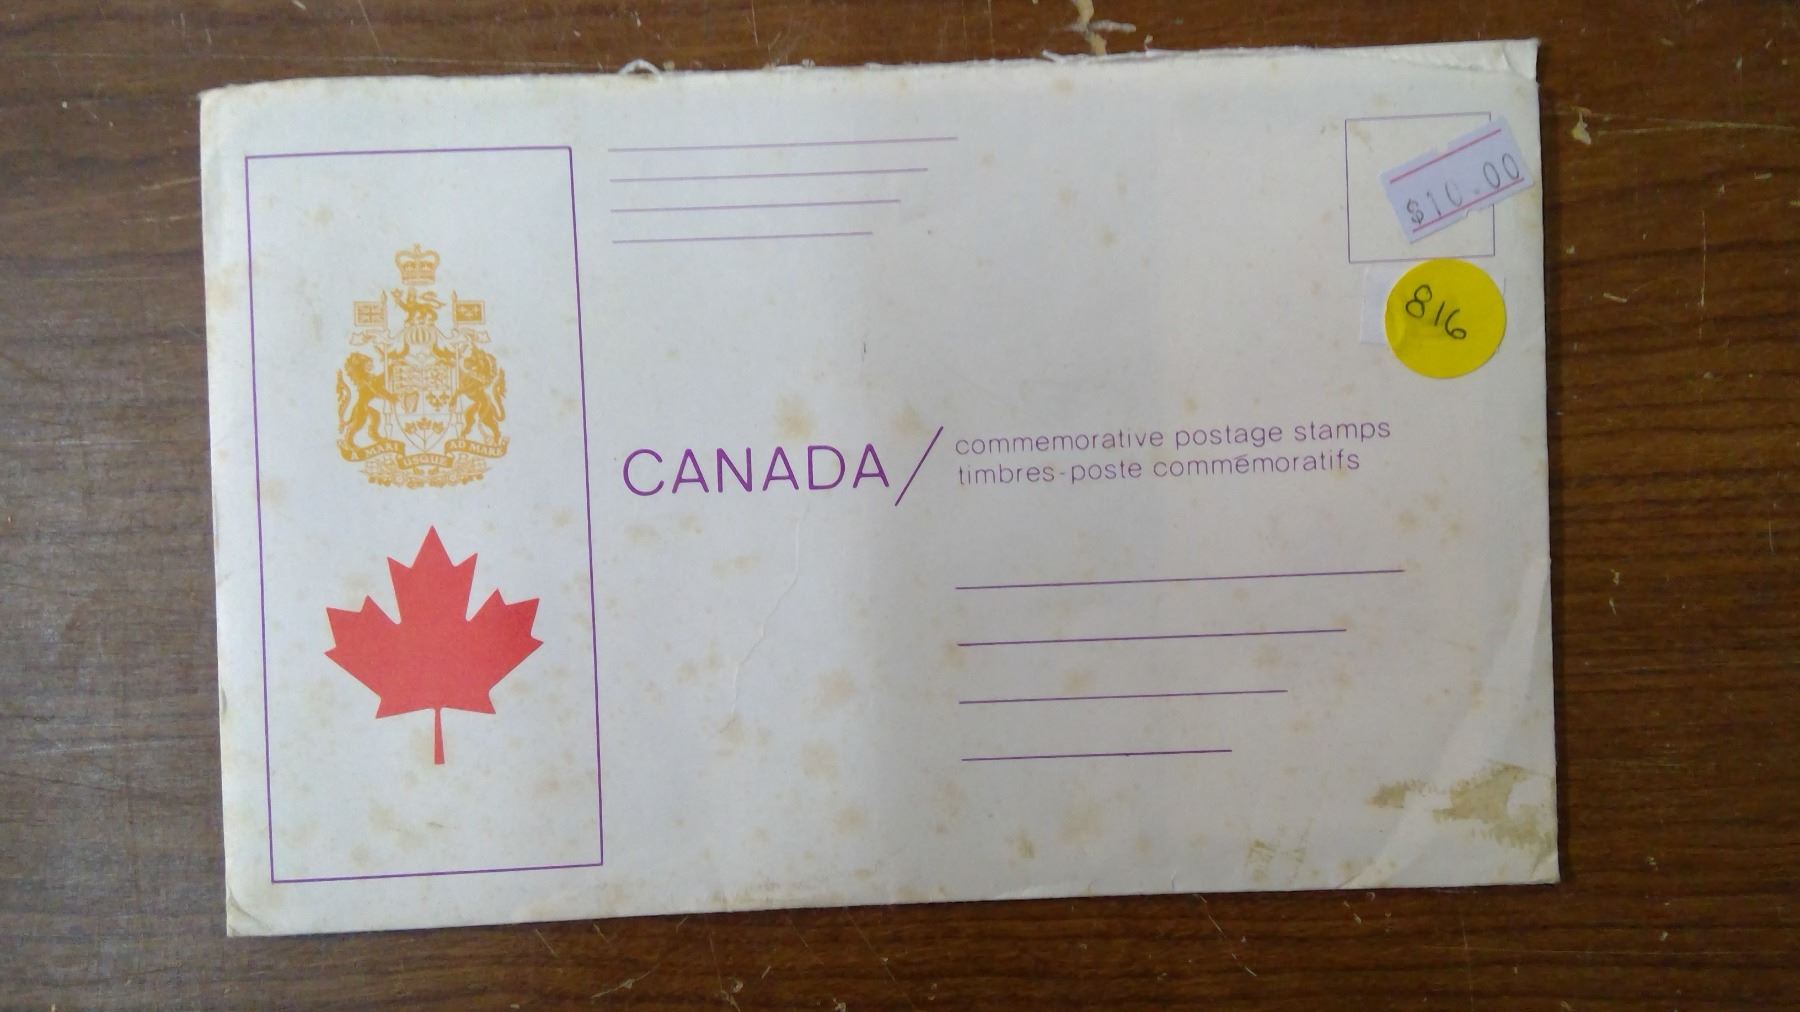 $10.00
816
A MARI USQUE AD MARE
CANADA/
commemorative postage stamps
timbres-poste commémoratifs